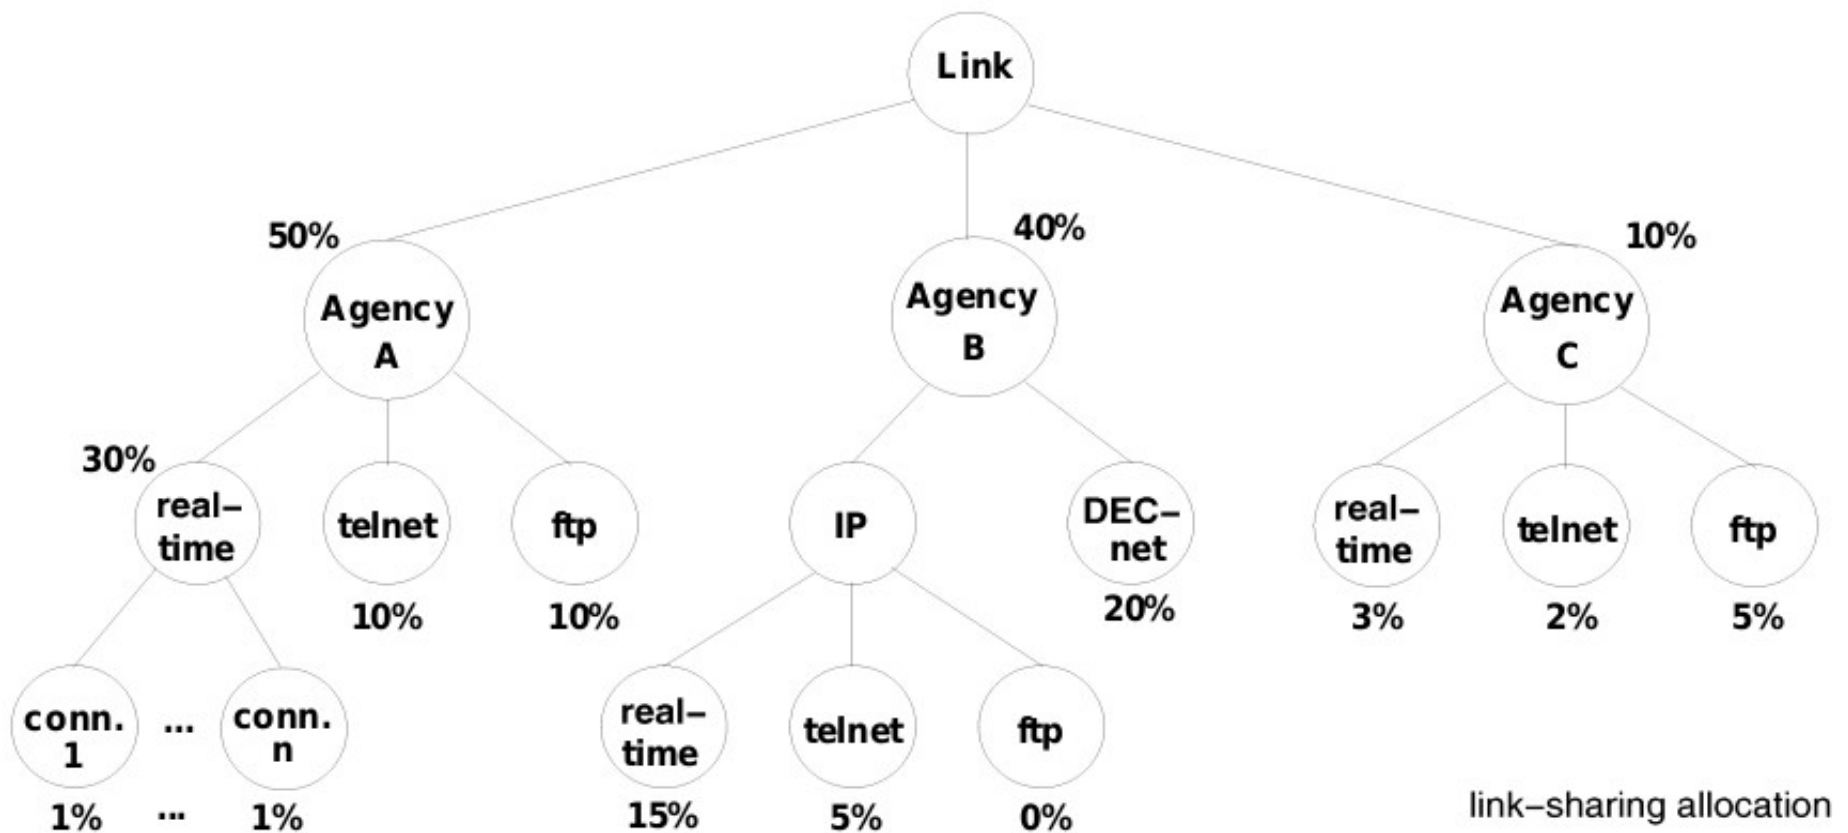 Link
50%
40%
10%
Agency
A
Agency
B
Agency
C
30%
real-
time
telnet
ftp
IP
DEC-
net
real-
time
telnet
ftp
10%
10%
20%
3%
2%
5%
conn.
1
...
conn.
n
real-
time
telnet
ftp
1%
...
1%
15%
5%
0%
link-sharing allocation